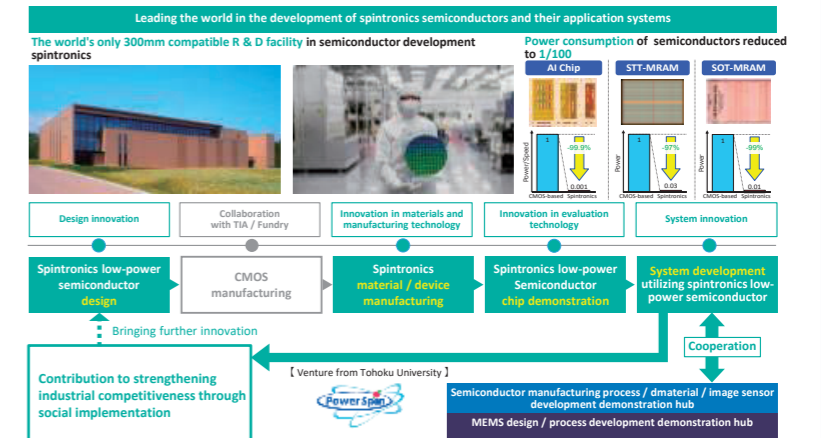 Leading the world in the development of spintronics semiconductors and their application systems
The world's only 300mm compatible R & D facility in semiconductor development
spintronics
Power consumption of semiconductors reduced
to 1/100
AI Chip
STT-MRAM
SOT-MRAM
Power/Speed
1
-99.9%
0.001
CMOS-based Spintronics
Power
1
-97%
0.03
CMOS-based Spintronics
Power
1
-99%
0.01
CMOS-based Spintronics
Design innovation
Collaboration
with TIA / Fundry
Innovation in materials and
manufacturing technology
Innovation in evaluation
technology
System innovation
Spintronics low-power
semiconductor
design
CMOS
manufacturing
Spintronics
material / device
manufacturing
Spintronics low-power
Semiconductor
chip demonstration
System development
utilizing spintronics low-
power semiconductor
Bringing further innovation
Cooperation
Contribution to strengthening
industrial competitiveness through
social implementation
【 Venture from Tohoku University 】
Power Spin
Semiconductor manufacturing process / dmaterial / image sensor
development demonstration hub
MEMS design / process development demonstration hub